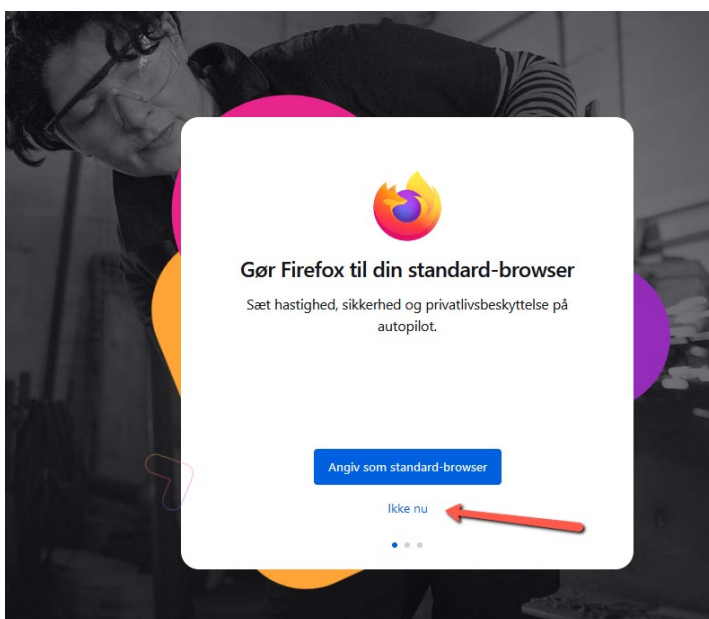 Gør Firefox til din standard-browser
Sæt hastighed, sikkerhed og privatlivsbeskyttelse på
autopilot.
Angiv som standard-browser
Ikke nu